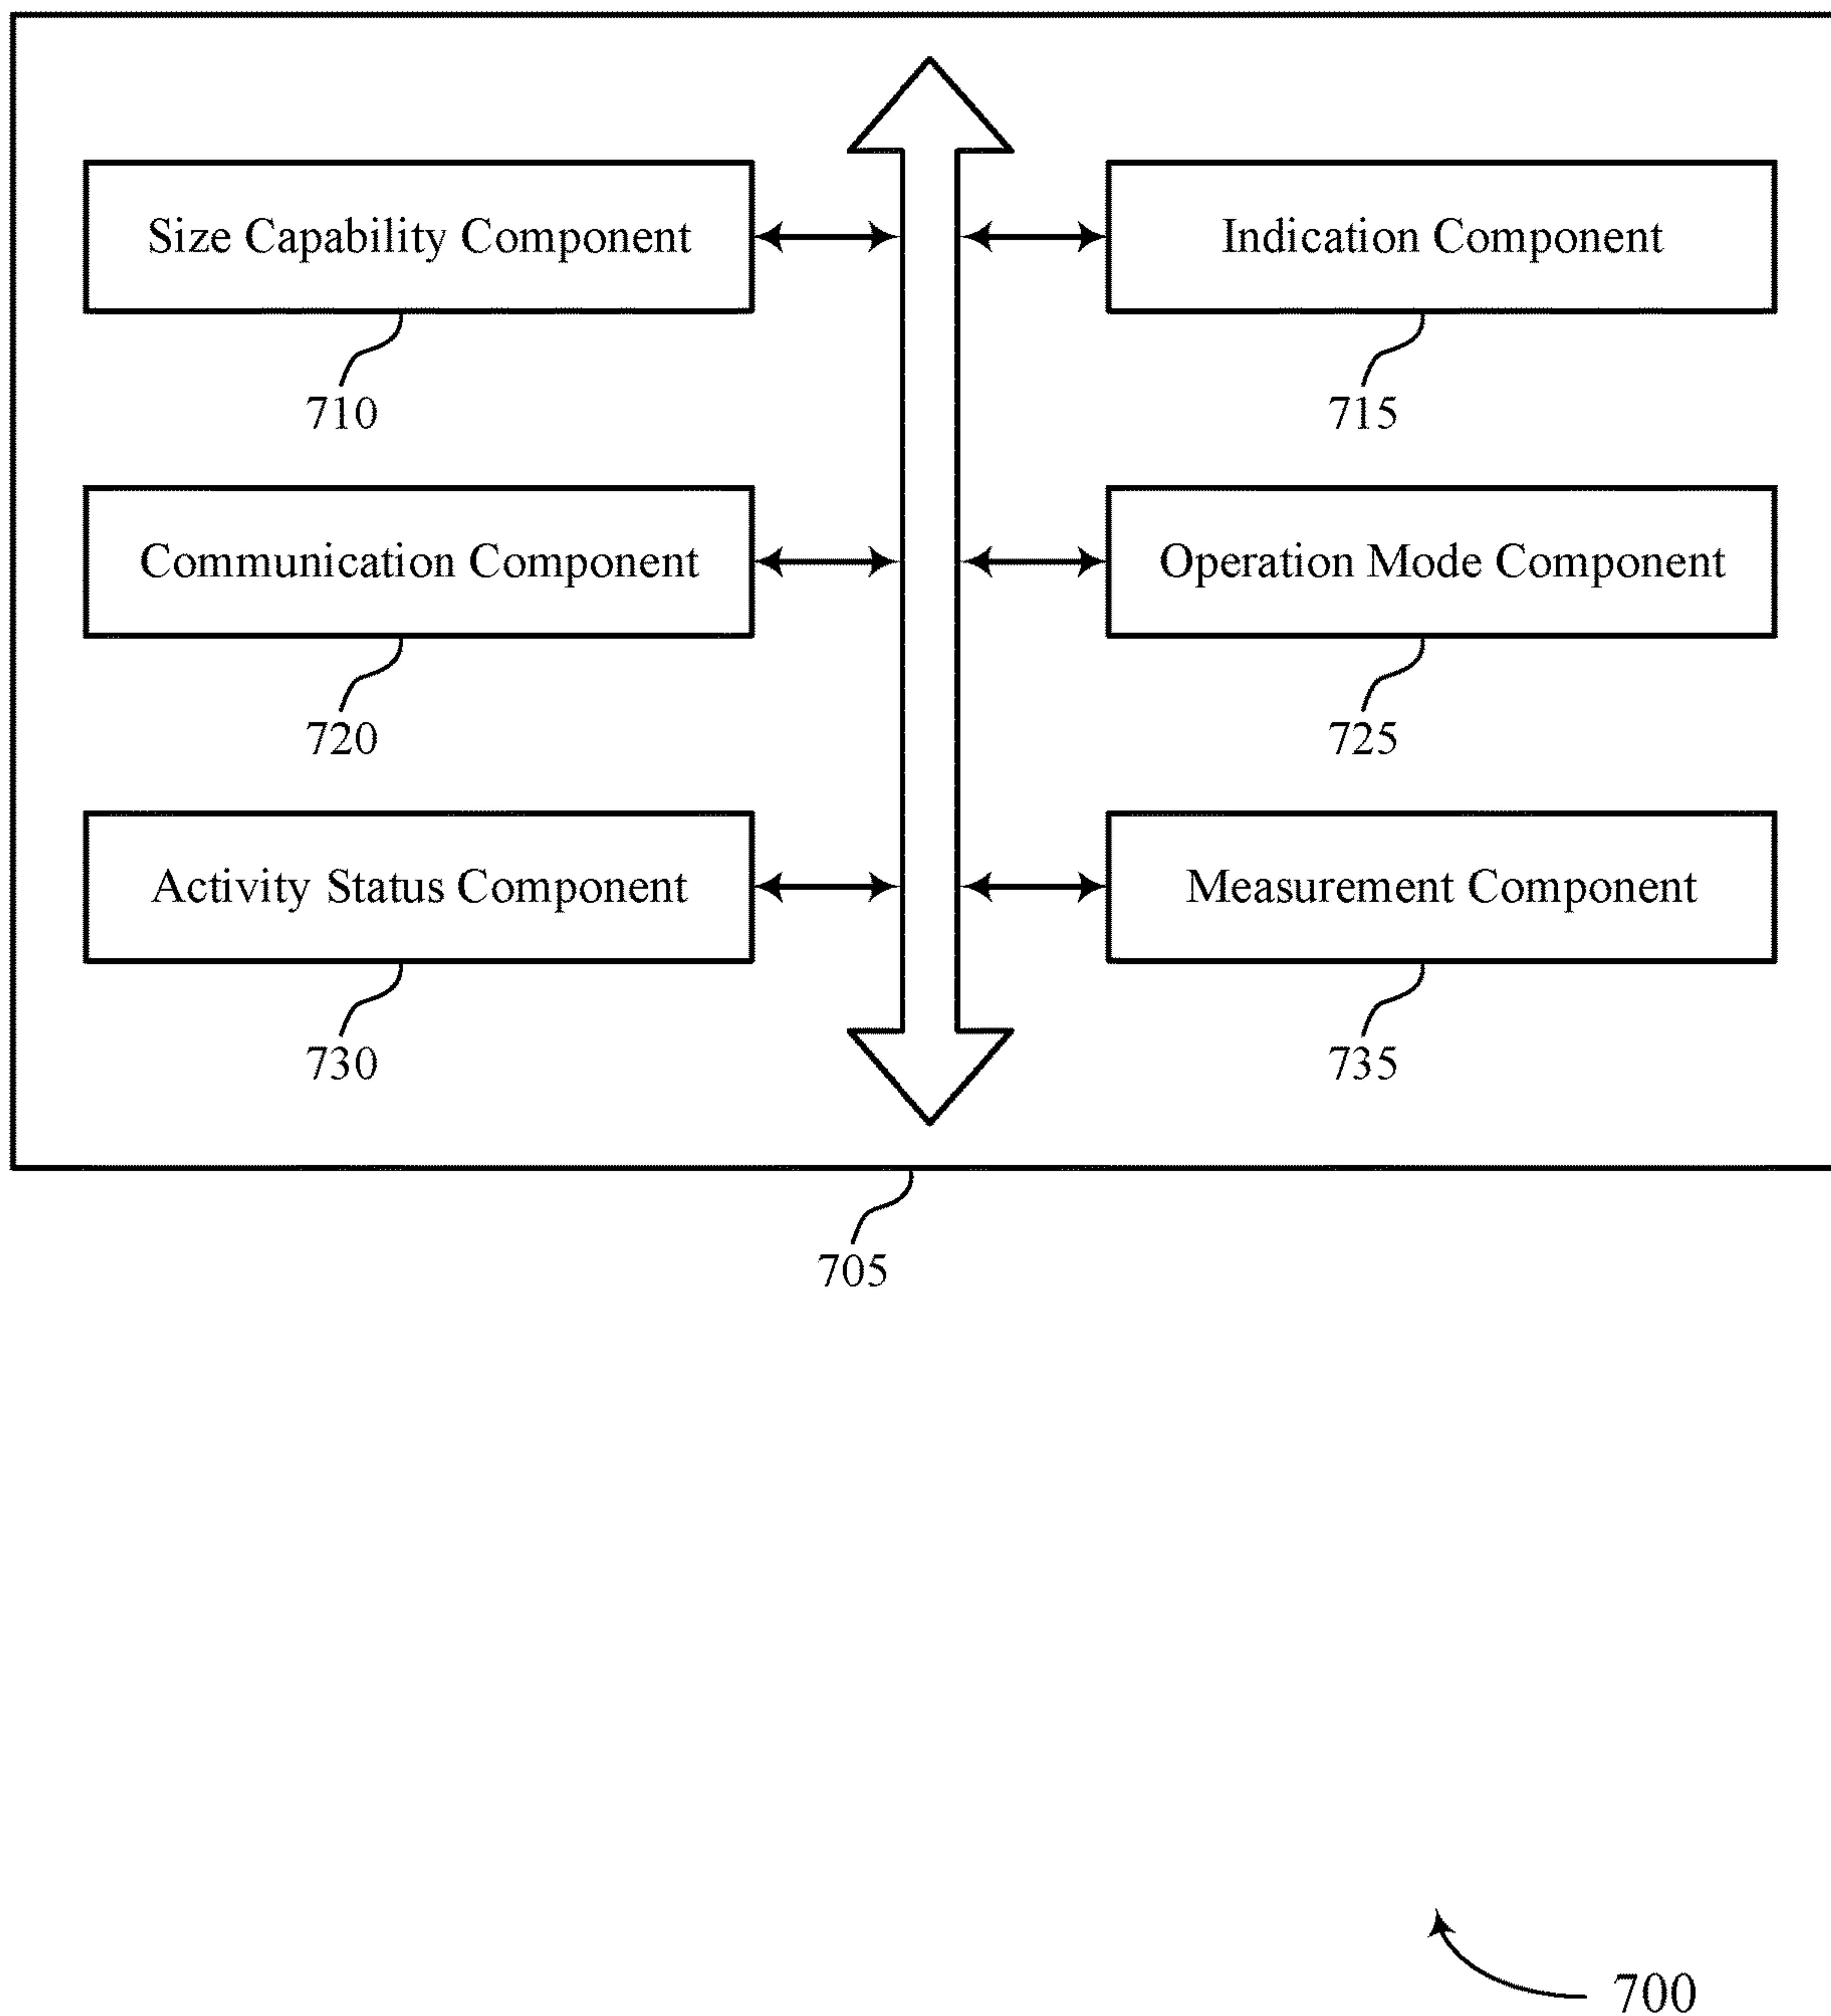 Size Capability Component
Indication Component
710
715
Communication Component
Operation Mode Component
720
725
Activity Status Component
Measurement Component
730
735
705
700